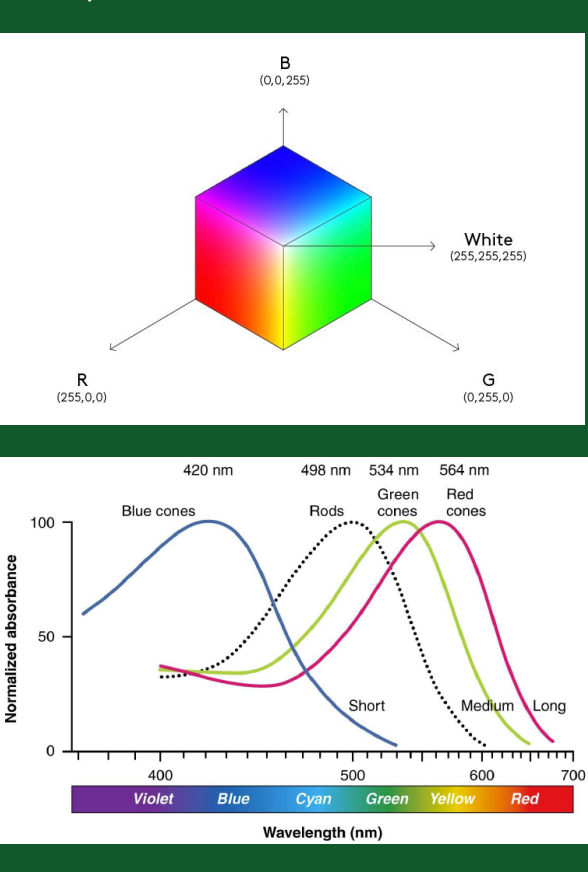 B
(0,0,255)
White
(255,255,255)
R
(255,0,0)
G
(0,255,0)
420 nm 498 nm 534 nm 564 nm
Blue cones Rods Green cones Red cones
Normalized absorbance
100
50
0
Short Medium Long
400 500 600 700
Violet Blue Cyan Green Yellow Red
Wavelength (nm)